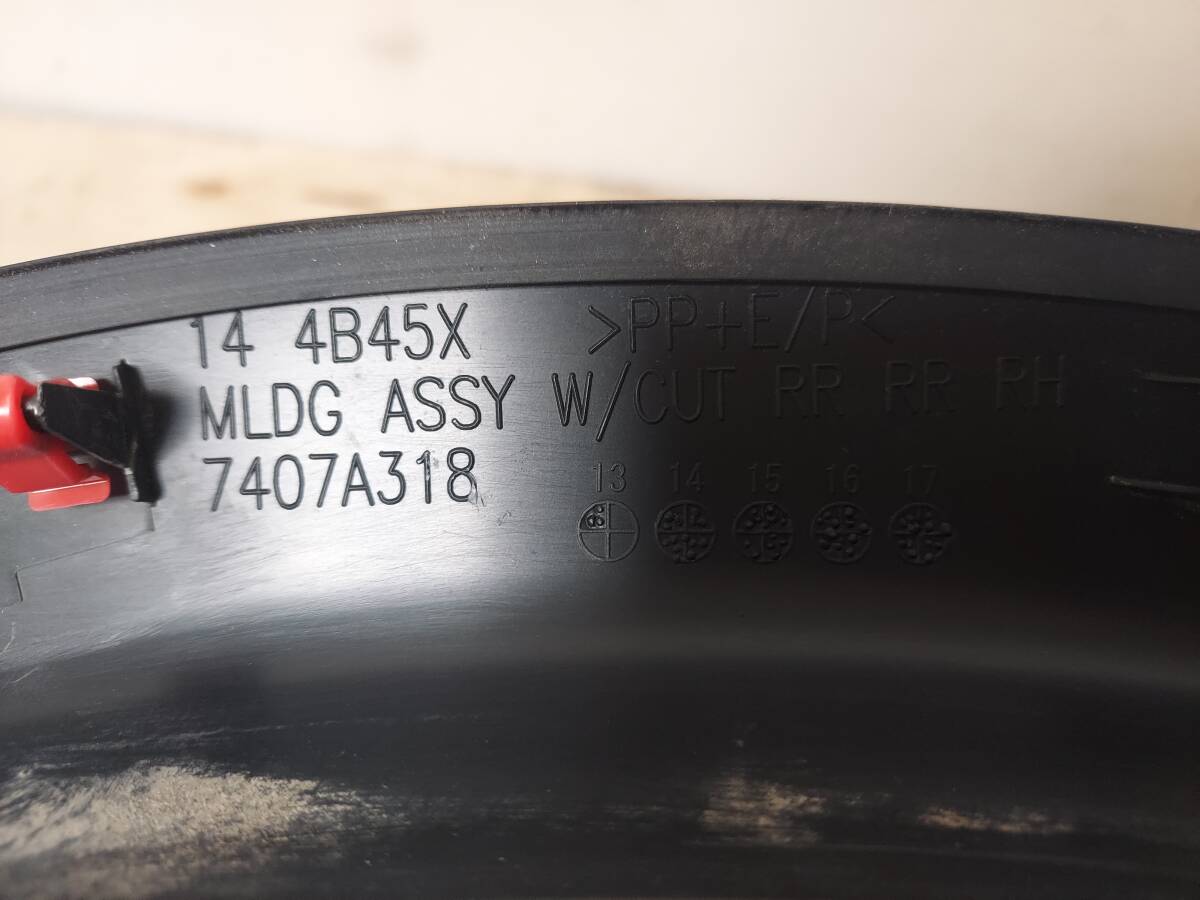 14 4B45X >PP+E/P<
MLDG ASSY W/CUT RR RR RH
7407A318
13 14 15 16 17